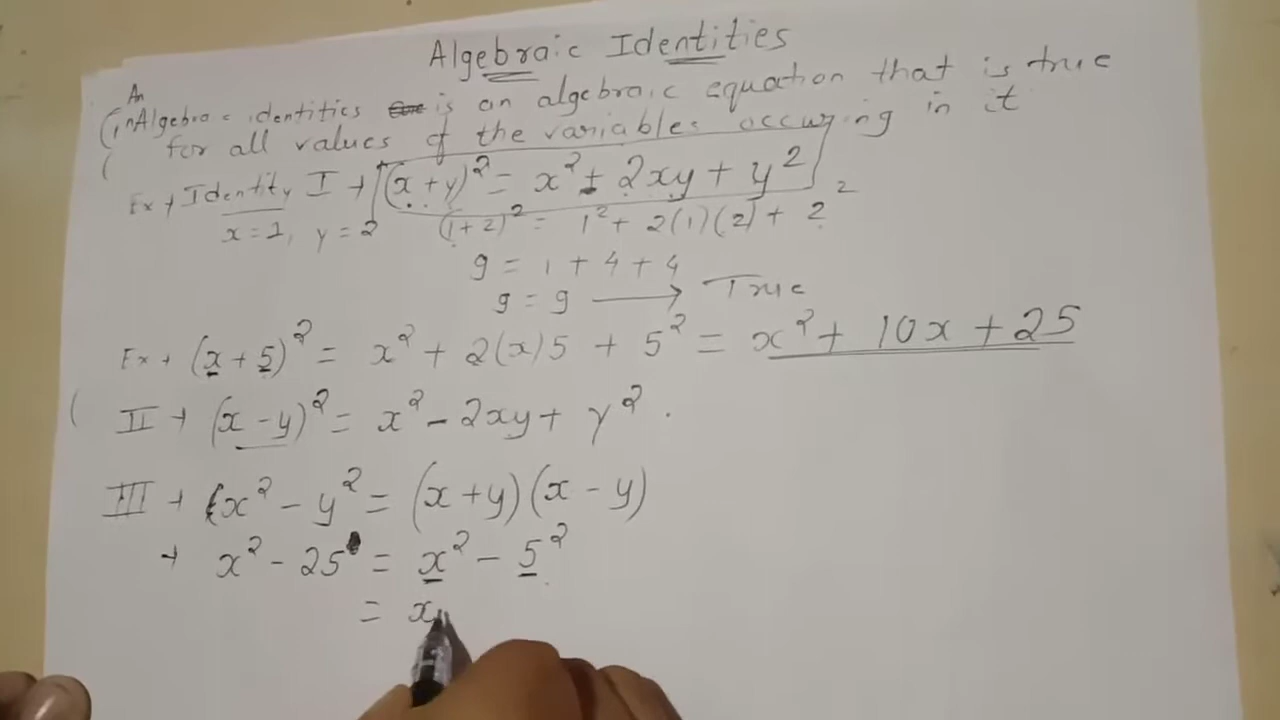 Algebraic Identities
An
Algebraic identities is an algebraic equation that is true
for all values of the variables occuring in it
Ex → Identity I → (x + y)² = x² + 2xy + y²
x = 1, y = 2 (1 + 2)² = 1² + 2(1)(2) + 2²
9 = 1 + 4 + 4
9 = 9 → True
Ex → (x + 5)² = x² + 2(x)5 + 5² = x² + 10x + 25
II → (x - y)² = x² - 2xy + y².
III → x² - y² = (x + y)(x - y)
→ x² - 25 = x² - 5²
= x